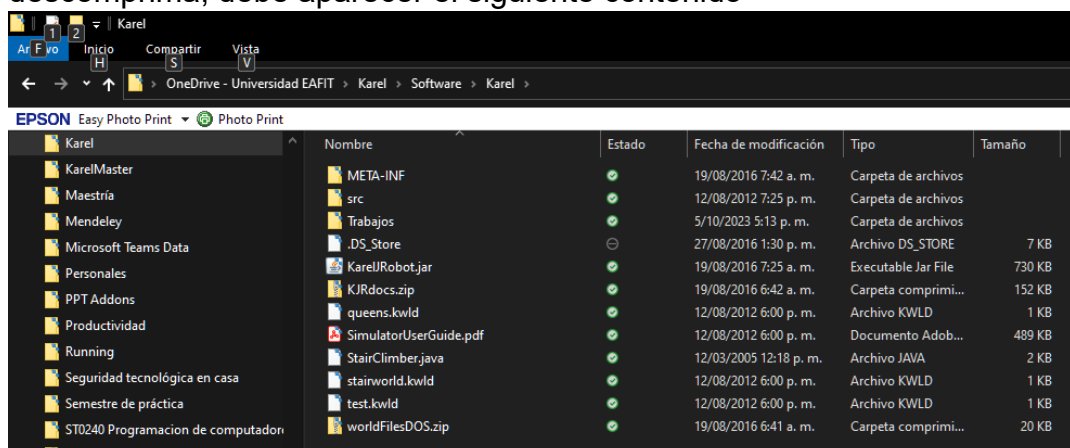 descomprima, debe aparecer el siguiente contenido
1 2 Karel
Archivo F Inicio H Compartir S Vista V
OneDrive - Universidad EAFIT > Karel > Software > Karel >
EPSON Easy Photo Print Photo Print
Karel
KarelMaster
Maestría
Mendeley
Microsoft Teams Data
Personales
PPT Addons
Productividad
Running
Seguridad tecnológica en casa
Semestre de práctica
ST0240 Programacion de computadore
Nombre Estado Fecha de modificación Tipo Tamaño
META-INF 19/08/2016 7:42 a. m. Carpeta de archivos
src 12/08/2012 7:25 p. m. Carpeta de archivos
Trabajos 5/10/2023 5:13 p. m. Carpeta de archivos
.DS_Store 27/08/2016 1:30 p. m. Archivo DS_STORE 7 KB
KarelJRobot.jar 19/08/2016 7:25 a. m. Executable Jar File 730 KB
KJRdocs.zip 19/08/2016 6:42 a. m. Carpeta comprimi... 152 KB
queens.kwld 12/08/2012 6:00 p. m. Archivo KWLD 1 KB
SimulatorUserGuide.pdf 12/08/2012 6:00 p. m. Documento Adob... 489 KB
StairClimber.java 12/03/2005 12:18 p. m. Archivo JAVA 2 KB
stairworld.kwld 12/08/2012 6:00 p. m. Archivo KWLD 1 KB
test.kwld 12/08/2012 6:00 p. m. Archivo KWLD 1 KB
worldFilesDOS.zip 19/08/2016 6:41 a. m. Carpeta comprimi... 20 KB